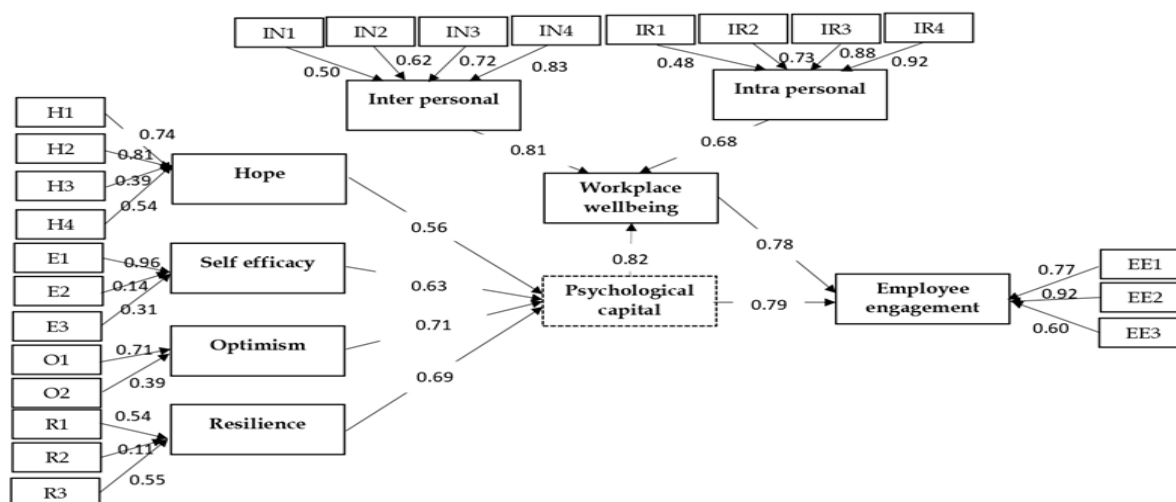 IN1 IN2 IN3 IN4 IR1 IR2 IR3 IR4
0.50 0.62 0.72 0.83 0.48 0.73 0.88 0.92
Inter personal Intra personal
0.81 0.68
H1
H2
H3
H4
0.74
0.81
0.39
0.54
Hope
0.56
Workplace
wellbeing
0.78
E1
E2
E3
0.96
0.14
0.31
Self efficacy
0.63
0.82
Psychological
capital
0.79
Employee
engagement
0.77
0.92
0.60
EE1
EE2
EE3
O1
O2
0.71
0.39
Optimism
0.71
R1
R2
R3
0.54
0.11
0.55
Resilience
0.69